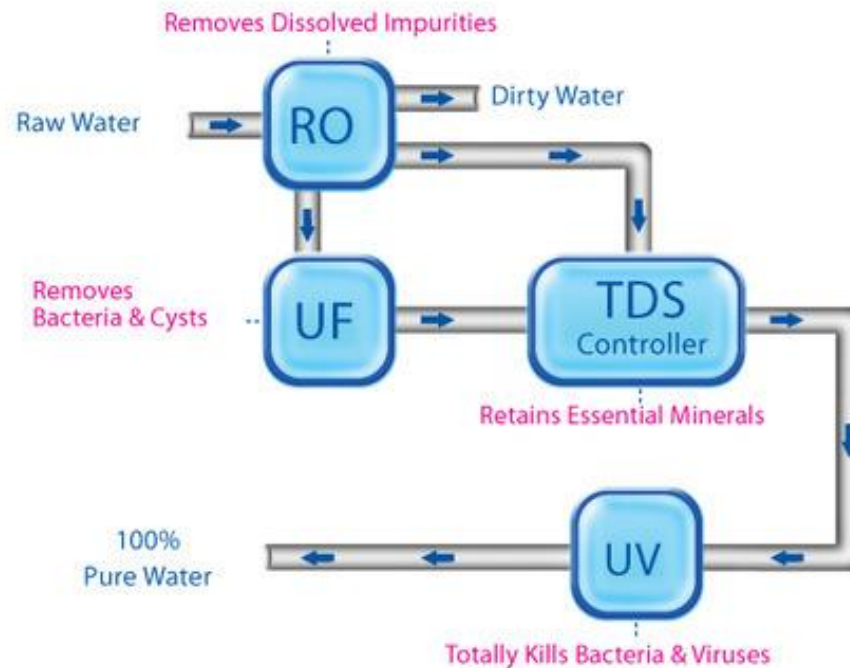 Removes Dissolved Impurities
RO
Dirty Water
Raw Water
Removes
Bacteria & Cysts
UF
TDS
Controller
Retains Essential Minerals
100%
Pure Water
UV
Totally Kills Bacteria & Viruses